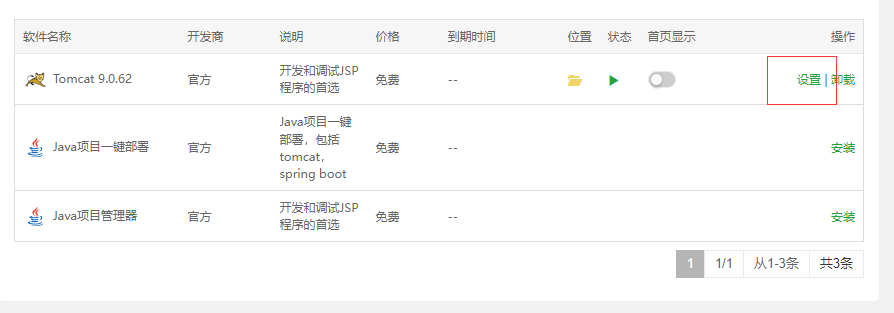 软件名称 开发商 说明 价格 到期时间 位置 状态 首页显示 操作
Tomcat 9.0.62 官方 开发和调试JSP 免费 -- 设置 | 卸载
程序的首选
Java项目一键部署 官方 Java项目一键 免费 -- 安装
部署，包括
tomcat，
spring boot
Java项目管理器 官方 开发和调试JSP 免费 -- 安装
程序的首选
1 1/1 从1-3条 共3条